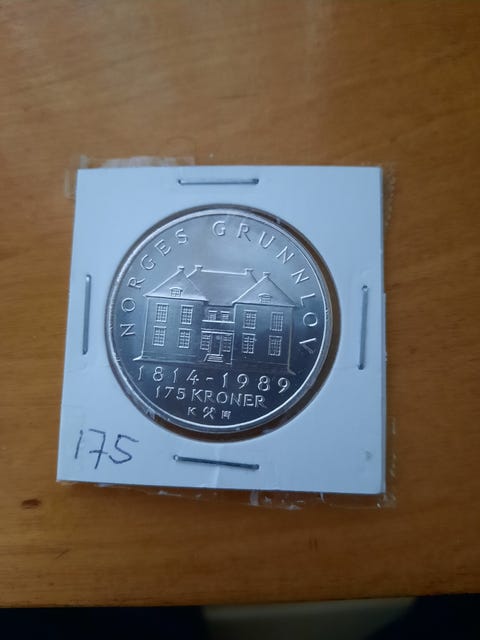 NORGES GRUNNLOV
1814-1989
175 KRONER
K
175